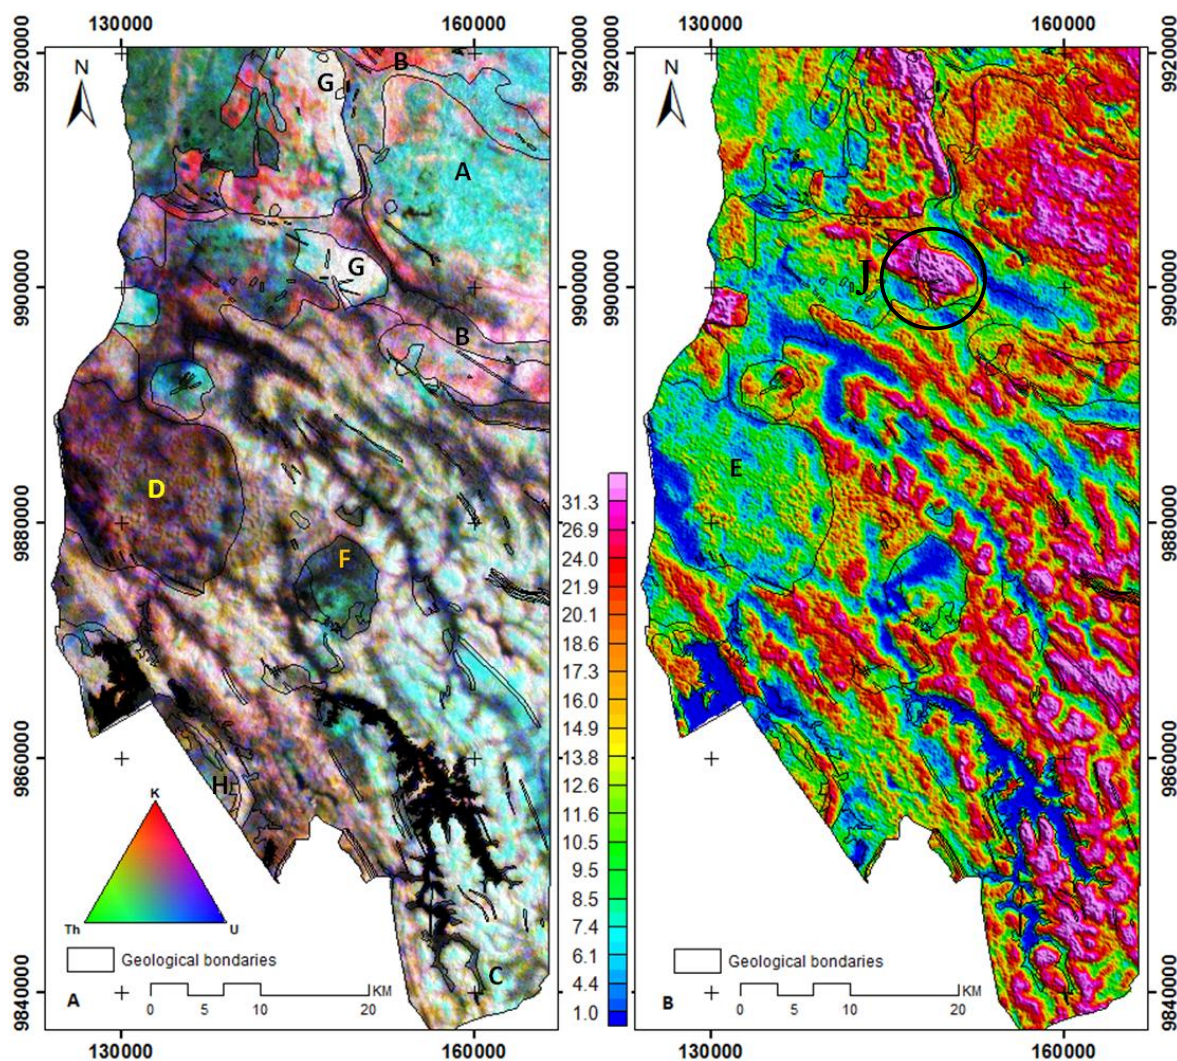 130000 160000
130000 160000
9920000
9920000
9920000
N
N
B
G
A
G
J
9900000
9900000
9900000
B
E
D
F
9880000
9880000
9880000
31.3
26.9
24.0
21.9
20.1
18.6
17.3
16.0
14.9
13.8
12.6
11.6
10.5
9.5
8.5
7.4
6.1
4.4
1.0
9860000
9860000
9860000
H
K
Th U
Geological bondaries
Geological bondaries
C
A
KM
0 5 10 20
B
KM
0 5 10 20
9840000
9840000
9840000
130000 160000
130000 160000